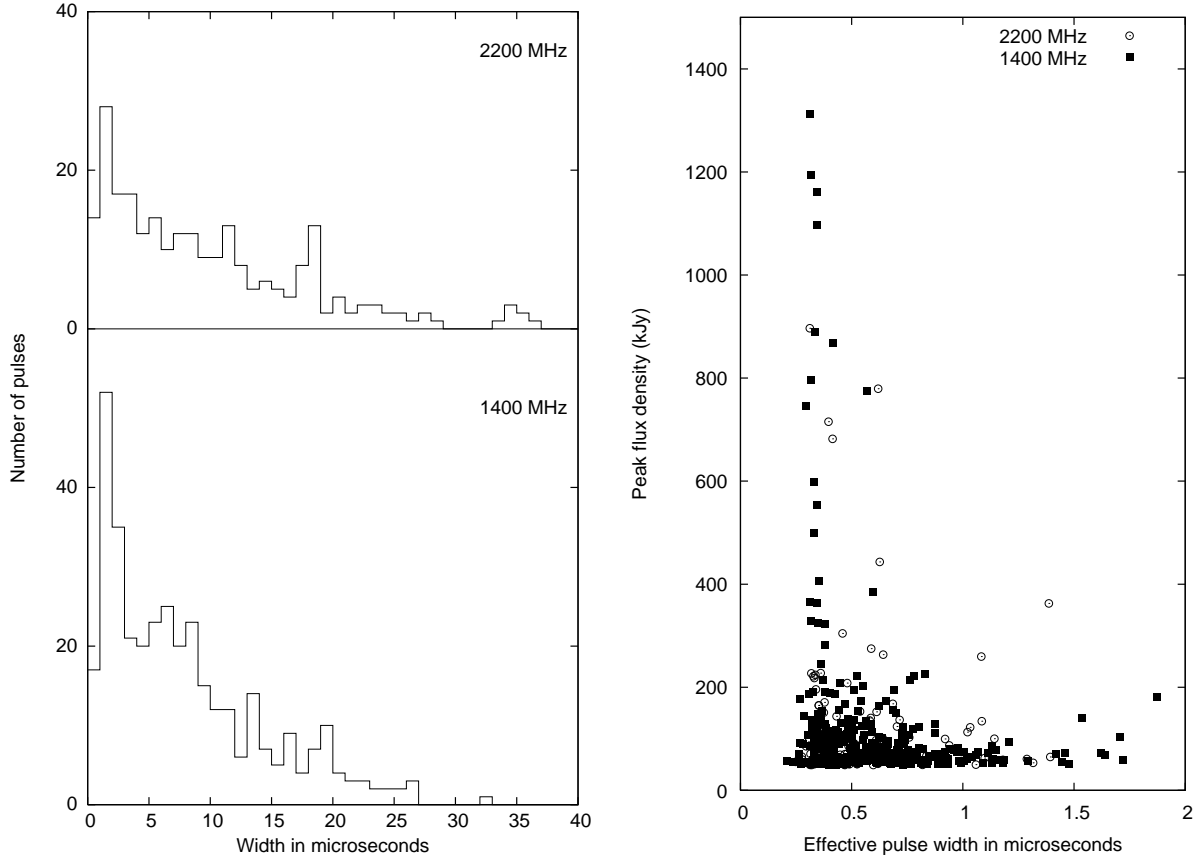 40
2200 MHz
20
0
1400 MHz
40
20
0
0 5 10 15 20 25 30 35 40
Width in microseconds
Number of pulses
2200 MHz
1400 MHz
1400
1200
1000
800
600
400
200
0
0 0.5 1 1.5 2
Effective pulse width in microseconds
Peak flux density (kJy)